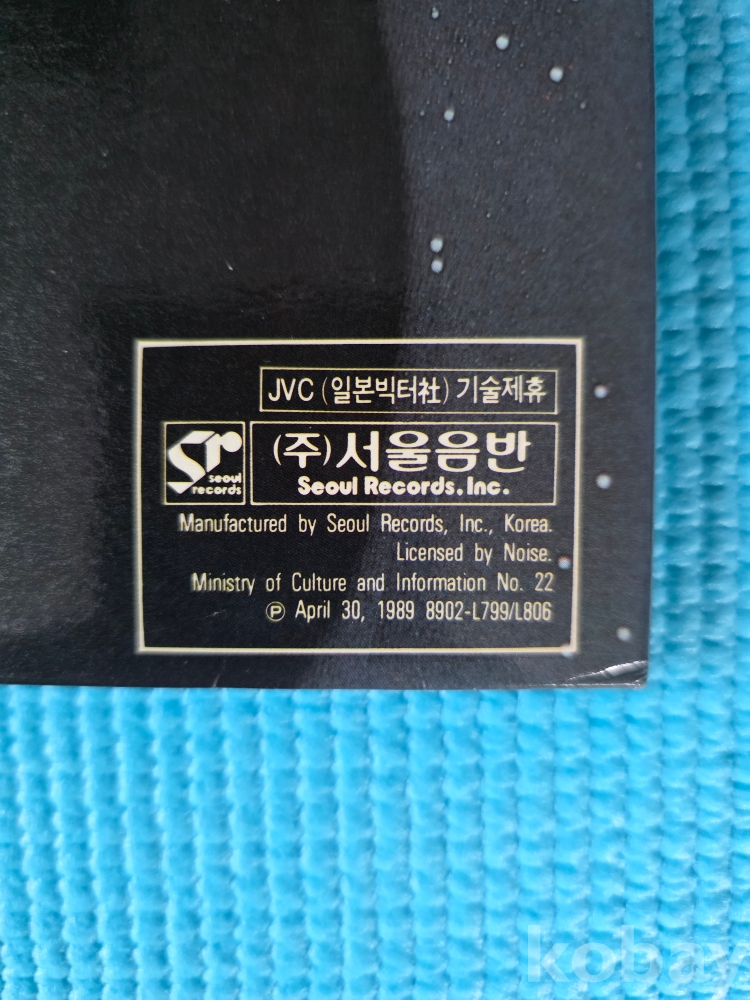 JVC (일본빅터社) 기술제휴
Sr seoul records
(주)서울음반
Seoul Records, Inc.
Manufactured by Seoul Records, Inc., Korea.
Licensed by Noise.
Ministry of Culture and Information No. 22
Ⓟ April 30, 1989 8902-L799/L806
kobay